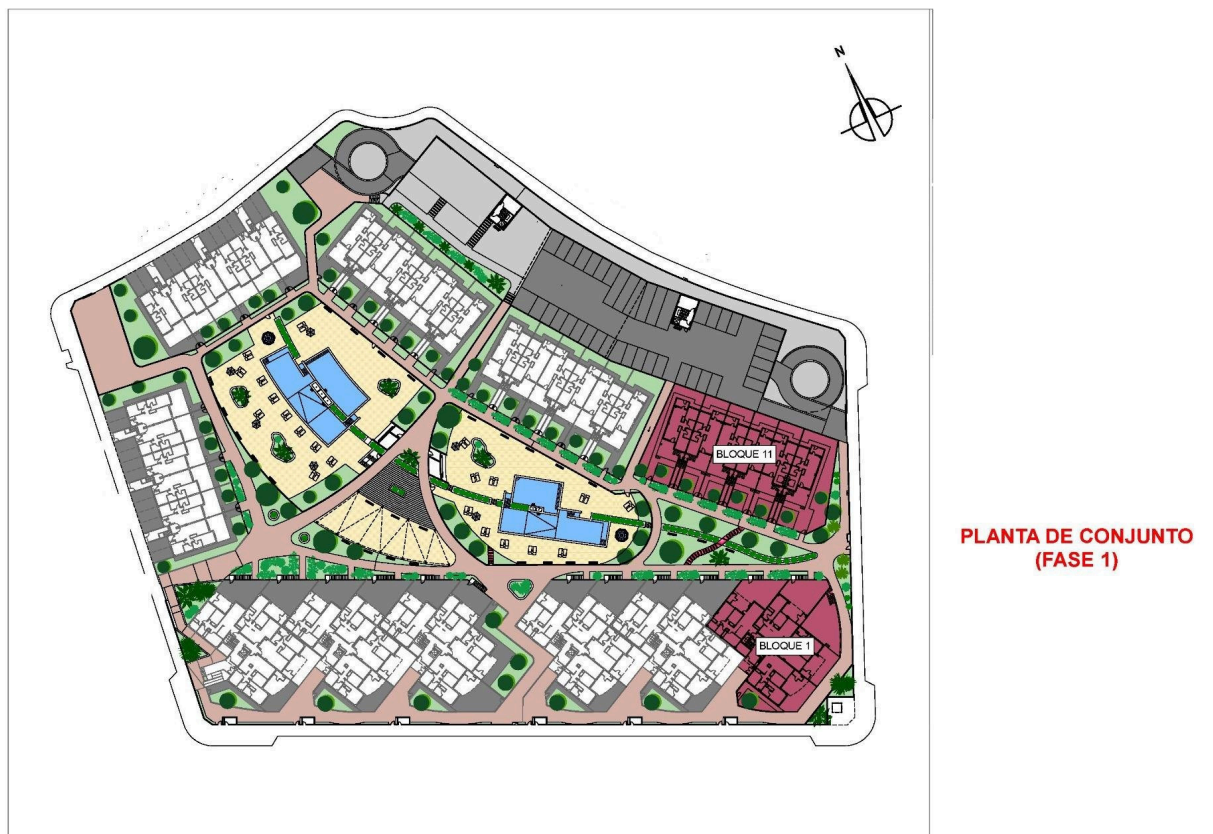 N
BLOQUE 11
PLANTA DE CONJUNTO
(FASE 1)
BLOQUE 1